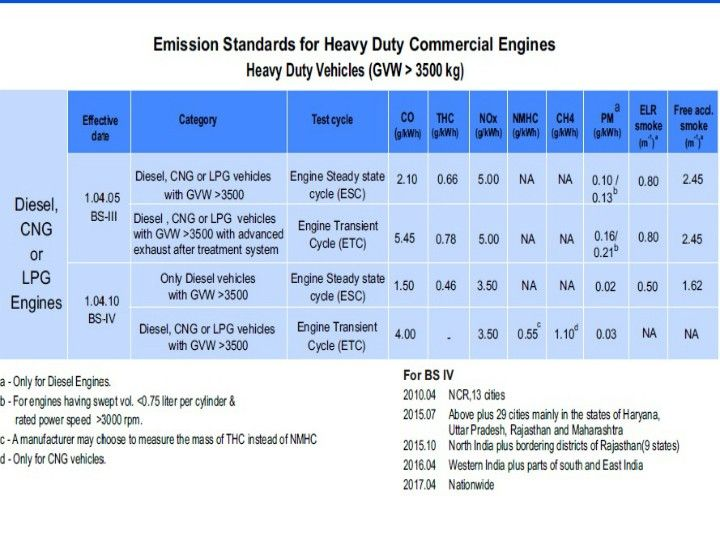 Emission Standards for Heavy Duty Commercial Engines
Heavy Duty Vehicles (GVW > 3500 kg)
Effective date Category Test cycle CO (g/kWh) THC (g/kWh) NOx (g/kWh) NMHC (g/kWh) CH4 (g/kWh) PM a (g/kWh) ELR smoke (m⁻¹)ᵃ Free accl. smoke (m⁻¹)ᵃ
Diesel, CNG or LPG Engines
1.04.05 BS-III
Diesel, CNG or LPG vehicles with GVW >3500 Engine Steady state cycle (ESC) 2.10 0.66 5.00 NA NA 0.10 / 0.13ᵇ 0.80 2.45
Diesel , CNG or LPG vehicles with GVW >3500 with advanced exhaust after treatment system Engine Transient Cycle (ETC) 5.45 0.78 5.00 NA NA 0.16/ 0.21ᵇ 0.80 2.45
1.04.10 BS-IV
Only Diesel vehicles with GVW >3500 Engine Steady state cycle (ESC) 1.50 0.46 3.50 NA NA 0.02 0.50 1.62
Diesel, CNG or LPG vehicles with GVW >3500 Engine Transient Cycle (ETC) 4.00 - 3.50 0.55ᶜ 1.10ᵈ 0.03 NA NA
a - Only for Diesel Engines.
b - For engines having swept vol. <0.75 liter per cylinder &
rated power speed >3000 rpm.
c - A manufacturer may choose to measure the mass of THC instead of NMHC
d - Only for CNG vehicles.
For BS IV
2010.04 NCR,13 cities
2015.07 Above plus 29 cities mainly in the states of Haryana,
Uttar Pradesh, Rajasthan and Maharashtra
2015.10 North India plus bordering districts of Rajasthan(9 states)
2016.04 Western India plus parts of south and East India
2017.04 Nationwide